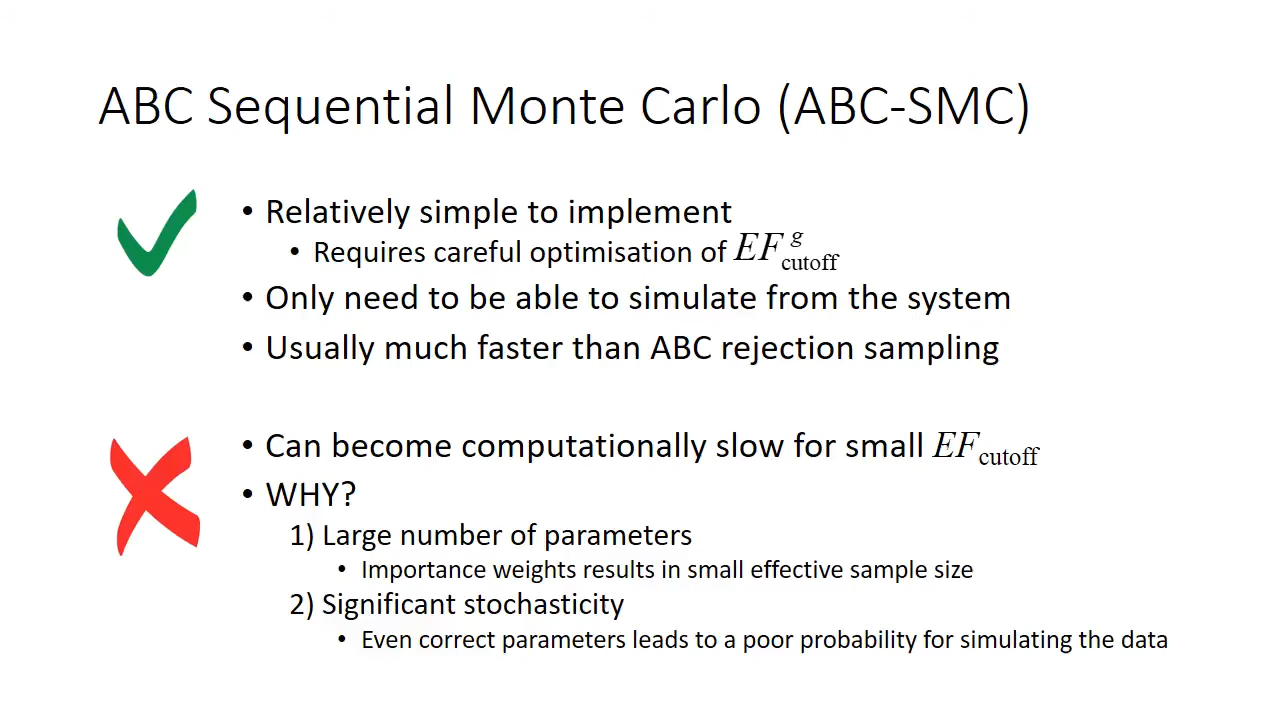 ABC Sequential Monte Carlo (ABC-SMC)
• Relatively simple to implement
• Requires careful optimisation of EF^g_cutoff
• Only need to be able to simulate from the system
• Usually much faster than ABC rejection sampling
• Can become computationally slow for small EF_cutoff
• WHY?
1) Large number of parameters
• Importance weights results in small effective sample size
2) Significant stochasticity
• Even correct parameters leads to a poor probability for simulating the data